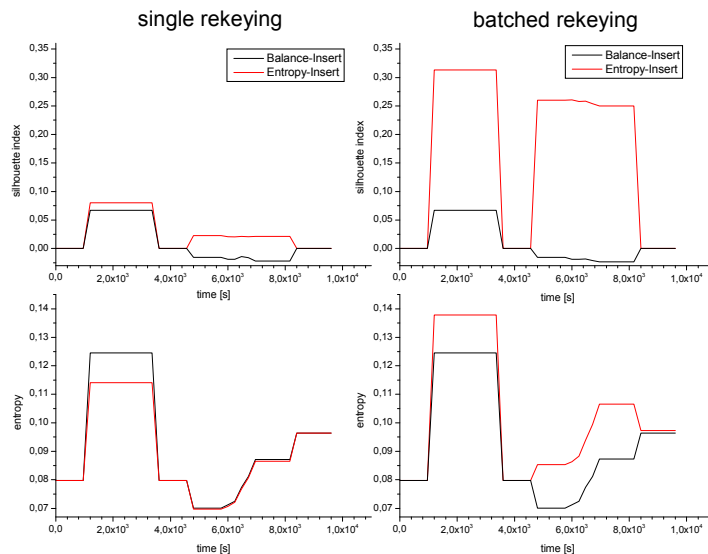 single rekeying
batched rekeying
0,35
0,30
0,25
0,20
0,15
0,10
0,05
0,00
silhouette index
Balance-Insert
Entropy-Insert
0,0
2,0x10³
4,0x10³
6,0x10³
8,0x10³
1,0x10⁴
time [s]
0,35
0,30
0,25
0,20
0,15
0,10
0,05
0,00
silhouette index
Balance-Insert
Entropy-Insert
0,0
2,0x10³
4,0x10³
6,0x10³
8,0x10³
1,0x10⁴
time [s]
0,14
0,13
0,12
0,11
0,10
0,09
0,08
0,07
entropy
0,0
2,0x10³
4,0x10³
6,0x10³
8,0x10³
1,0x10⁴
time [s]
0,14
0,13
0,12
0,11
0,10
0,09
0,08
0,07
entropy
0,0
2,0x10³
4,0x10³
6,0x10³
8,0x10³
1,0x10⁴
time [s]